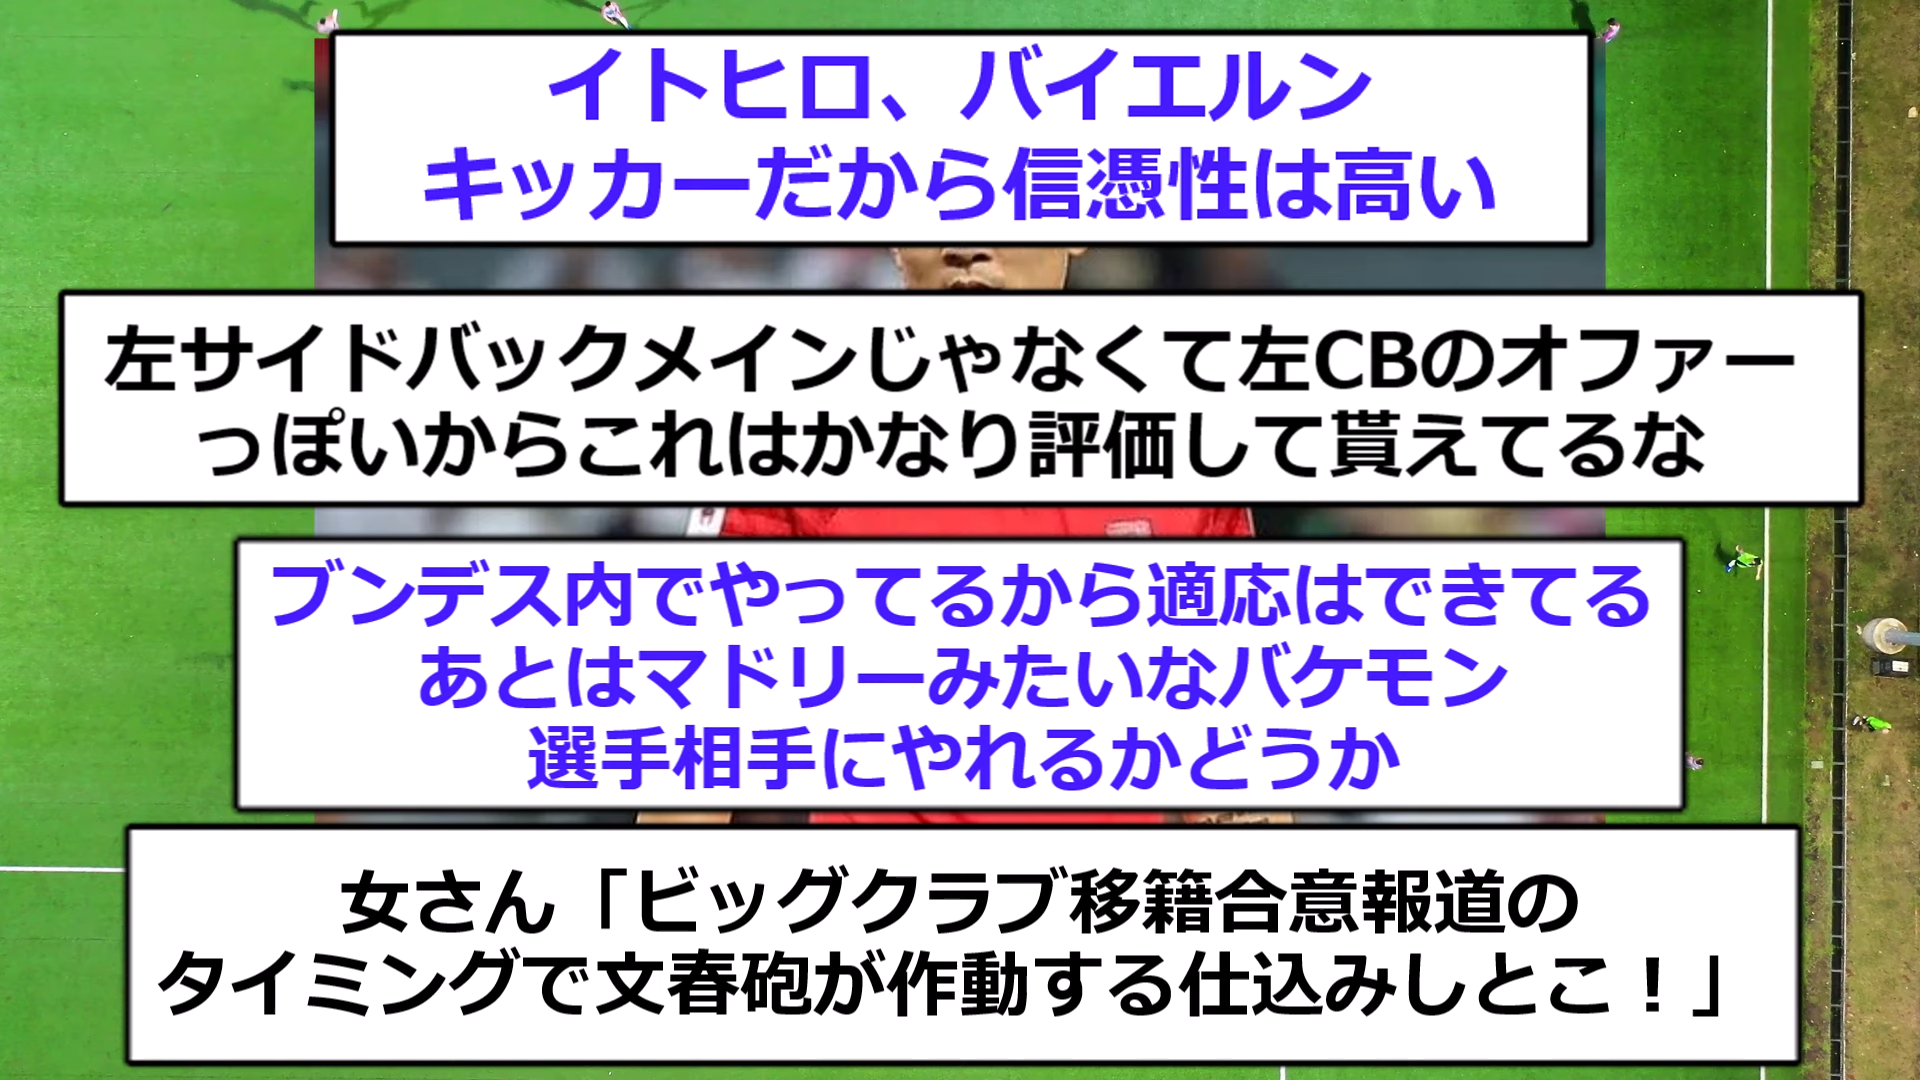 イトヒロ、バイエルン
キッカーだから信憑性は高い
左サイドバックメインじゃなくて左CBのオファー
っぽいからこれはかなり評価して貰えてるな
ブンデス内でやってるから適応はできてる
あとはマドリーみたいなバケモン
選手相手にやれるかどうか
女さん「ビッグクラブ移籍合意報道の
タイミングで文春砲が作動する仕込みしとこ！」